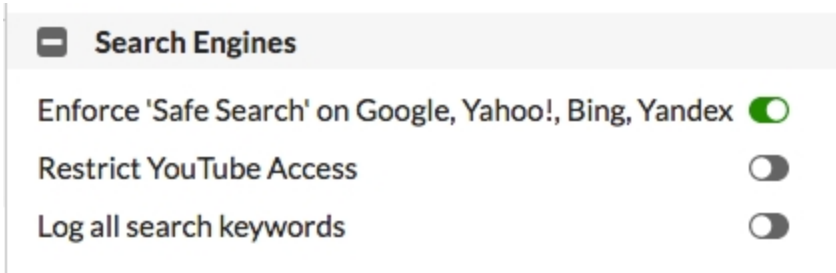 Search Engines
Enforce 'Safe Search' on Google, Yahoo!, Bing, Yandex
Restrict YouTube Access
Log all search keywords